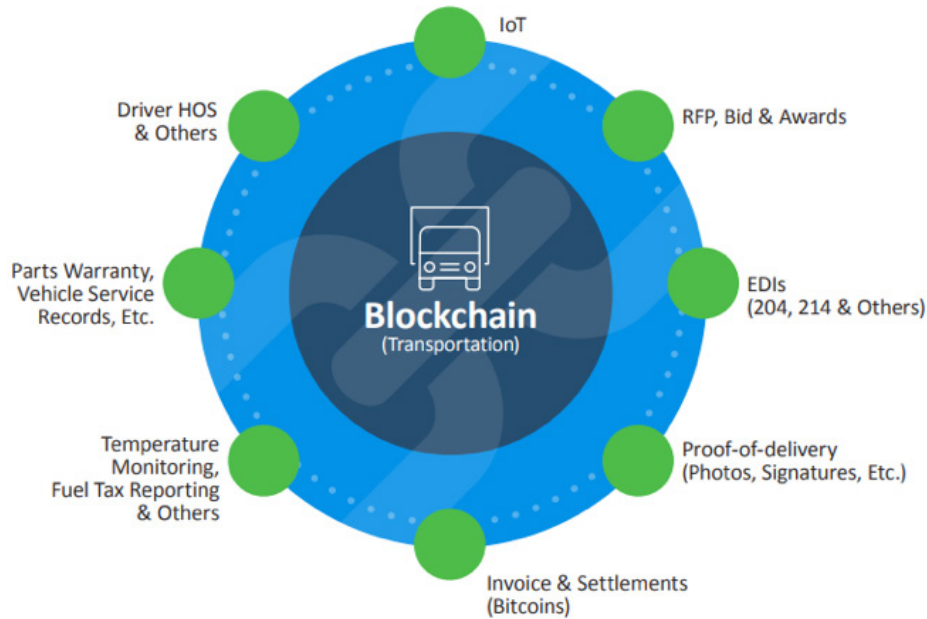 IoT
Driver HOS
& Others
RFP, Bid & Awards
Parts Warranty,
Vehicle Service
Records, Etc.
Blockchain
(Transportation)
EDIs
(204, 214 & Others)
Temperature
Monitoring,
Fuel Tax Reporting
& Others
Proof-of-delivery
(Photos, Signatures, Etc.)
Invoice & Settlements
(Bitcoins)